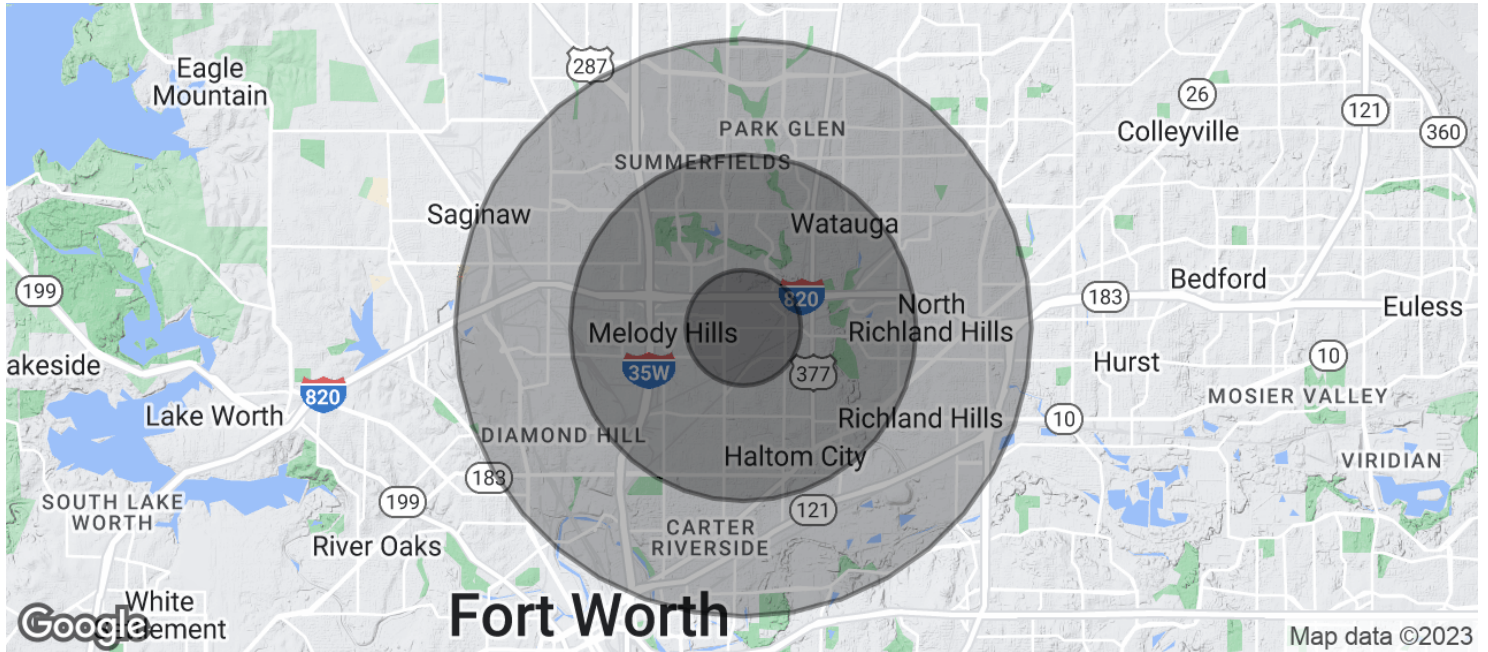 Eagle
Mountain
287
26
121
360
PARK GLEN
Colleyville
SUMMERFIELDS
Saginaw
Watauga
199
820
183
Bedford
Euless
North
Richland Hills
Melody Hills
akeside
35W
377
Hurst
10
820
Lake Worth
MOSIER VALLEY
Richland Hills
10
DIAMOND HILL
Haltom City
VIRIDIAN
183
199
SOUTH LAKE
WORTH
121
CARTER
RIVERSIDE
River Oaks
White
Fort Worth
Google
ement
Map data ©2023